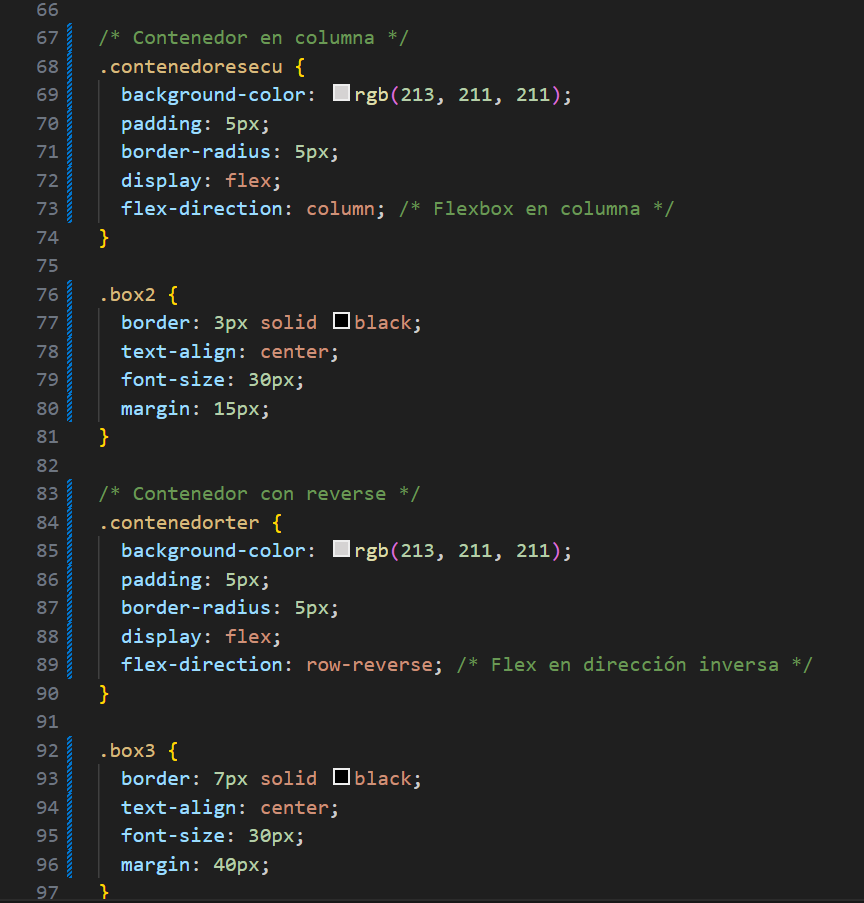 66
67 /* Contenedor en columna */
68 .contenedoresecu {
69 background-color: rgb(213, 211, 211);
70 padding: 5px;
71 border-radius: 5px;
72 display: flex;
73 flex-direction: column; /* Flexbox en columna */
74 }
75
76 .box2 {
77 border: 3px solid black;
78 text-align: center;
79 font-size: 30px;
80 margin: 15px;
81 }
82
83 /* Contenedor con reverse */
84 .contenedorter {
85 background-color: rgb(213, 211, 211);
86 padding: 5px;
87 border-radius: 5px;
88 display: flex;
89 flex-direction: row-reverse; /* Flex en dirección inversa */
90 }
91
92 .box3 {
93 border: 7px solid black;
94 text-align: center;
95 font-size: 30px;
96 margin: 40px;
97 }